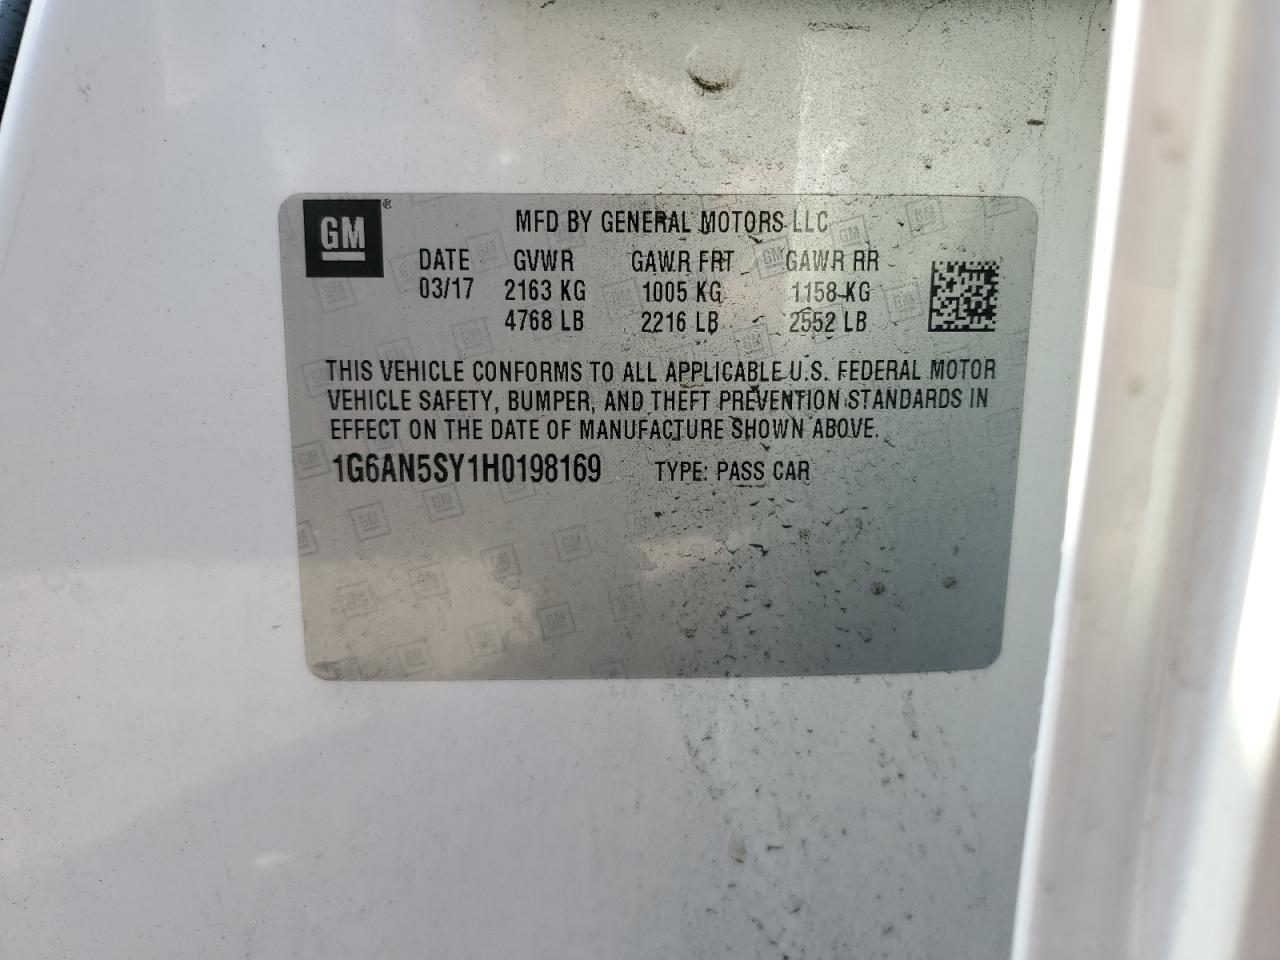 GM ®
MFD BY GENERAL MOTORS LLC
DATE GVWR GAWR FRT GAWR RR
03/17 2163 KG 1005 KG 1158 KG
4768 LB 2216 LB 2552 LB
THIS VEHICLE CONFORMS TO ALL APPLICABLE U.S. FEDERAL MOTOR
VEHICLE SAFETY, BUMPER, AND THEFT PREVENTION STANDARDS IN
EFFECT ON THE DATE OF MANUFACTURE SHOWN ABOVE.
1G6AN5SY1H0198169 TYPE: PASS CAR